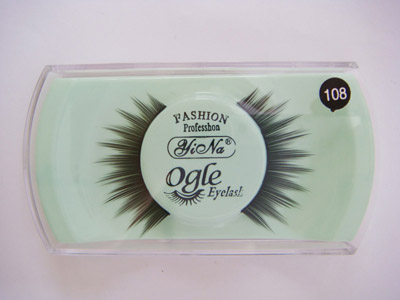 108
FASHION
Professhon
YiNa®
Ogle
Eyelash